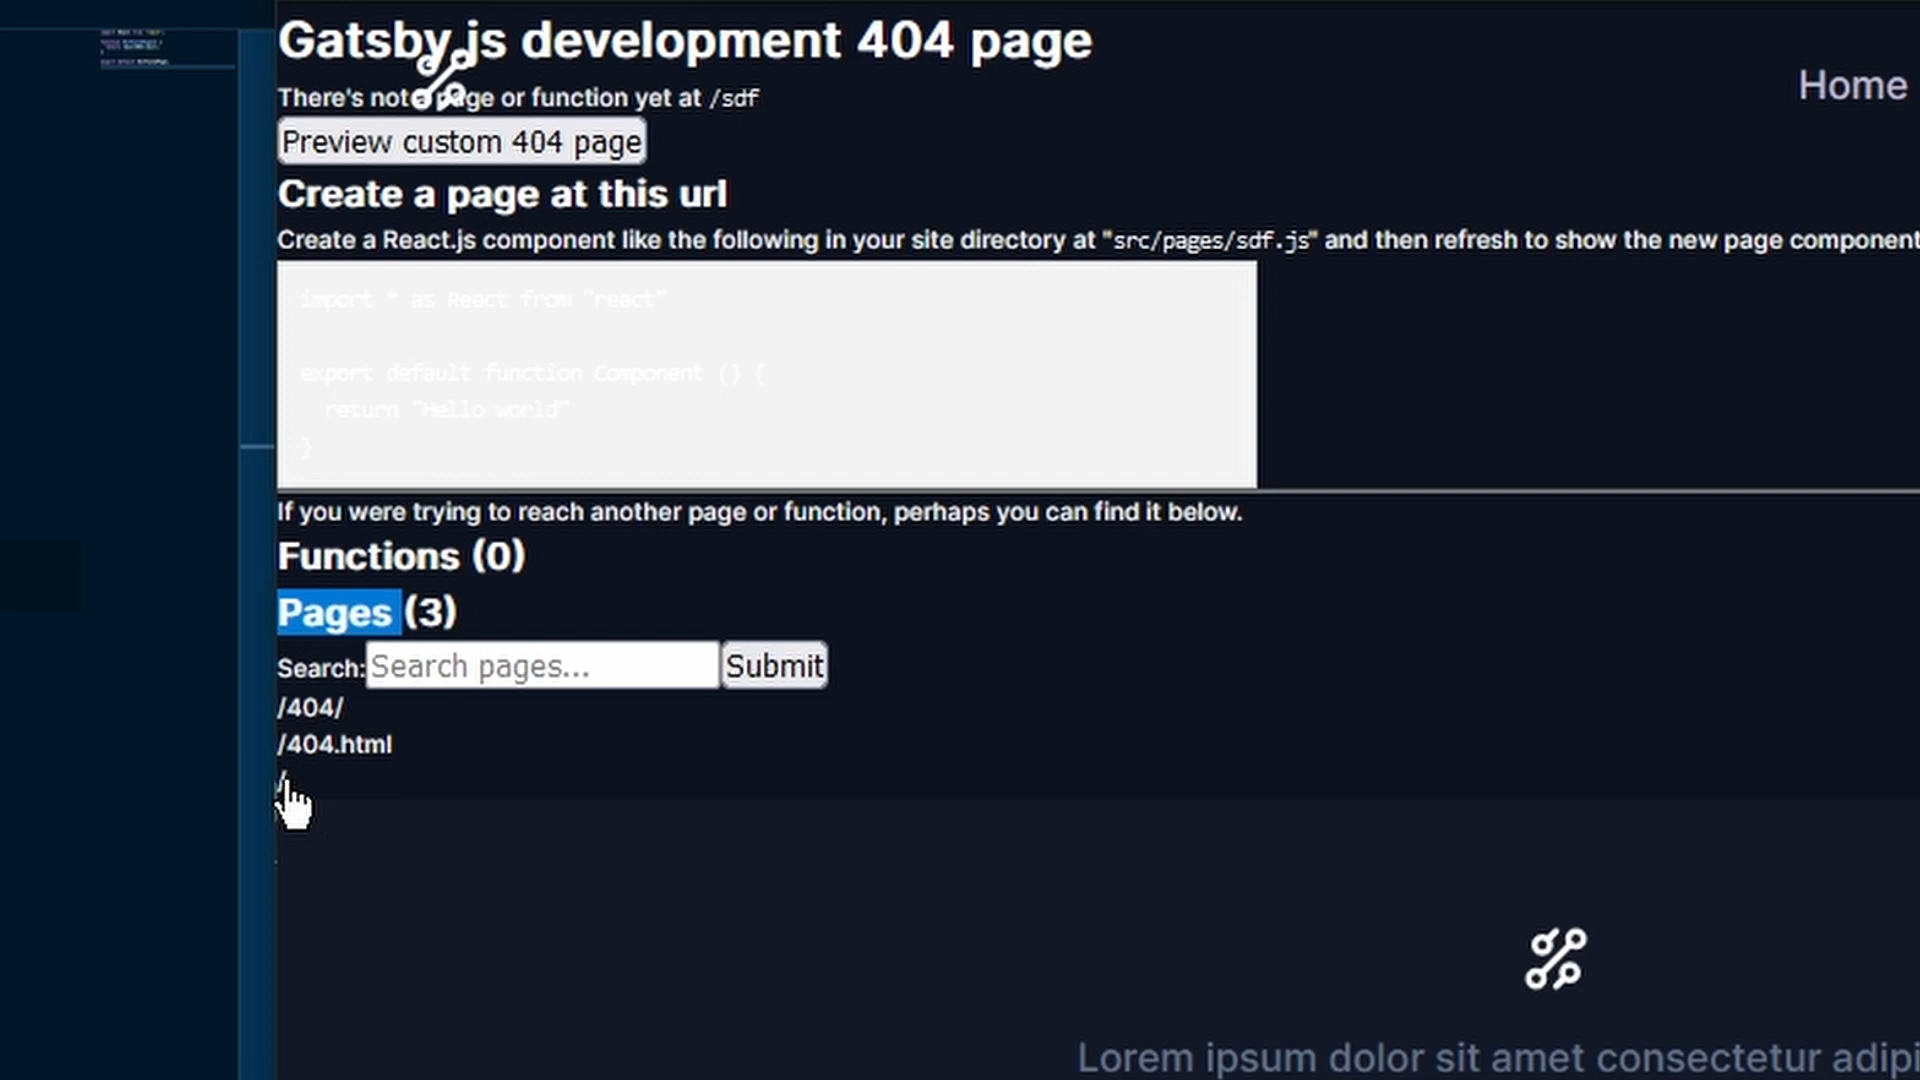 Gatsby.js development 404 page
Home
There's not a page or function yet at /sdf
Preview custom 404 page
Create a page at this url
Create a React.js component like the following in your site directory at "src/pages/sdf.js" and then refresh to show the new page component
import * as React from "react"
export default function Component () {
return "Hello world"
}
If you were trying to reach another page or function, perhaps you can find it below.
Functions (0)
Pages (3)
Search: Search pages... Submit
/404/
/404.html
/
Lorem ipsum dolor sit amet consectetur adipi